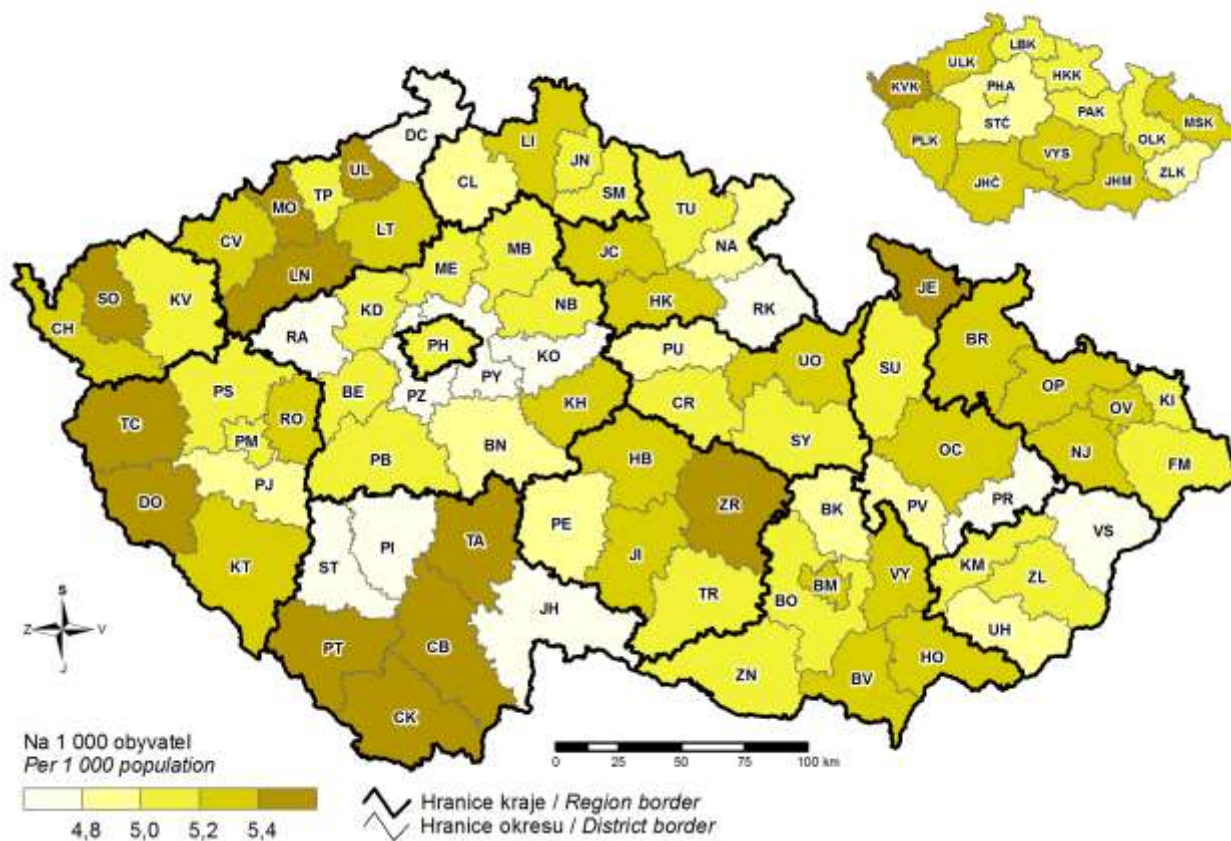 LBK
ULK
HKK
KVK
PHA
STČ
PAK
MSK
PLK
OLK
VYS
ZLK
JHČ
JHM
DC
LI
JN
UL
TP
CL
SM
MO
TU
CV
LT
JC
NA
MB
ME
SO
KV
LN
KD
NB
HK
RK
JE
CH
RA
PH
KO
PU
UO
BR
SU
PS
BE
PZ
PY
OP
KI
TC
RO
PM
KH
CR
OV
PB
BN
SY
OC
NJ
FM
HB
PJ
DO
ZR
BK
PV
PR
VS
TA
PE
PI
ST
JI
KT
BM
VY
KM
ZL
TR
BO
JH
UH
PT
CB
HO
ZN
BV
CK
S
Z V
J
Na 1 000 obyvatel
Per 1 000 population
4,8 5,0 5,2 5,4
0 25 50 75 100 km
Hranice kraje / Region border
Hranice okresu / District border